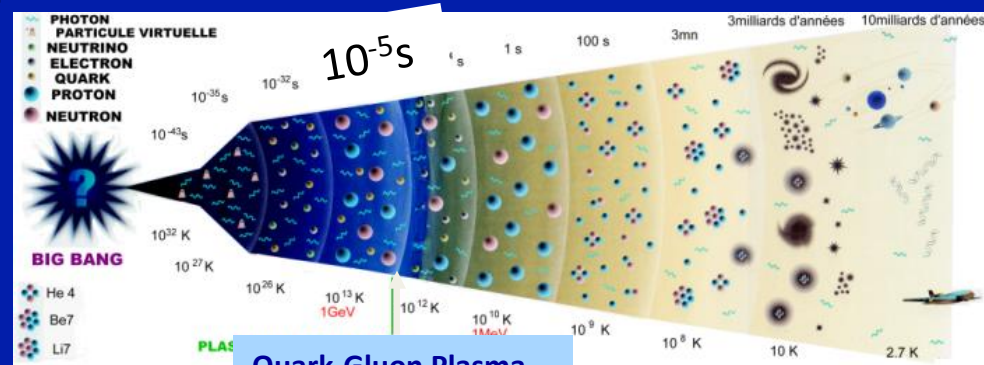 PHOTON
PARTICULE VIRTUELLE
NEUTRINO
ELECTRON
QUARK
PROTON
NEUTRON
3milliards d'années
10milliards d'années
10⁻⁴³s
10⁻³⁵s
10⁻³²s
10⁻⁵s
s
1 s
100 s
3mn
?
BIG BANG
10³² K
10²⁷ K
10²⁶ K
10¹³ K
1GeV
10¹² K
10¹⁰ K
1MeV
10⁹ K
10⁸ K
10 K
2.7 K
He 4
Be7
Li7
PLAS
Quark-Gluon Plasma